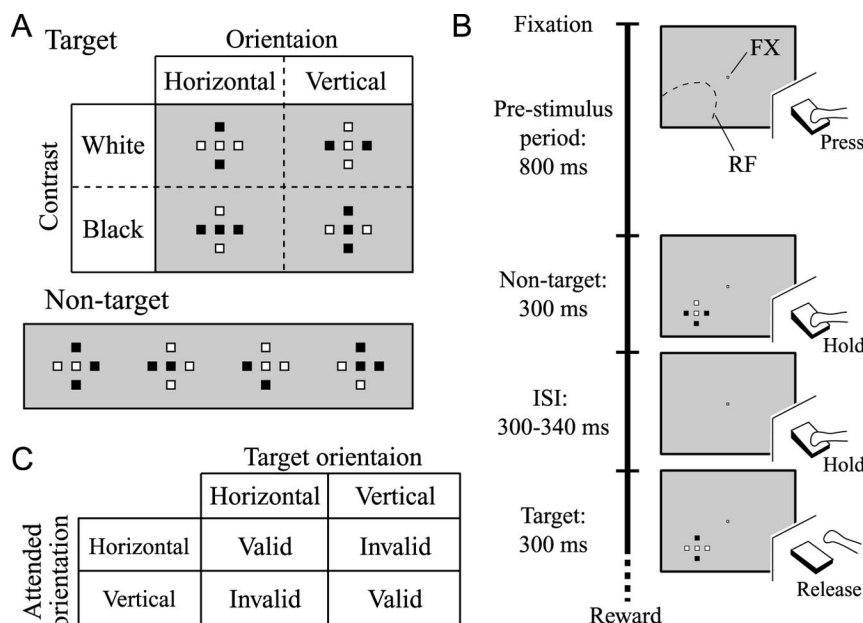 A
Target
Orientaion
Horizontal Vertical
Contrast
White
Black
Non-target
B
Fixation
FX
Pre-stimulus
period:
800 ms
RF
Press
Non-target:
300 ms
Hold
ISI:
300-340 ms
Hold
Target:
300 ms
Release
Reward
C
Target orientaion
Horizontal Vertical
Attended
orientation
Horizontal Valid Invalid
Vertical Invalid Valid